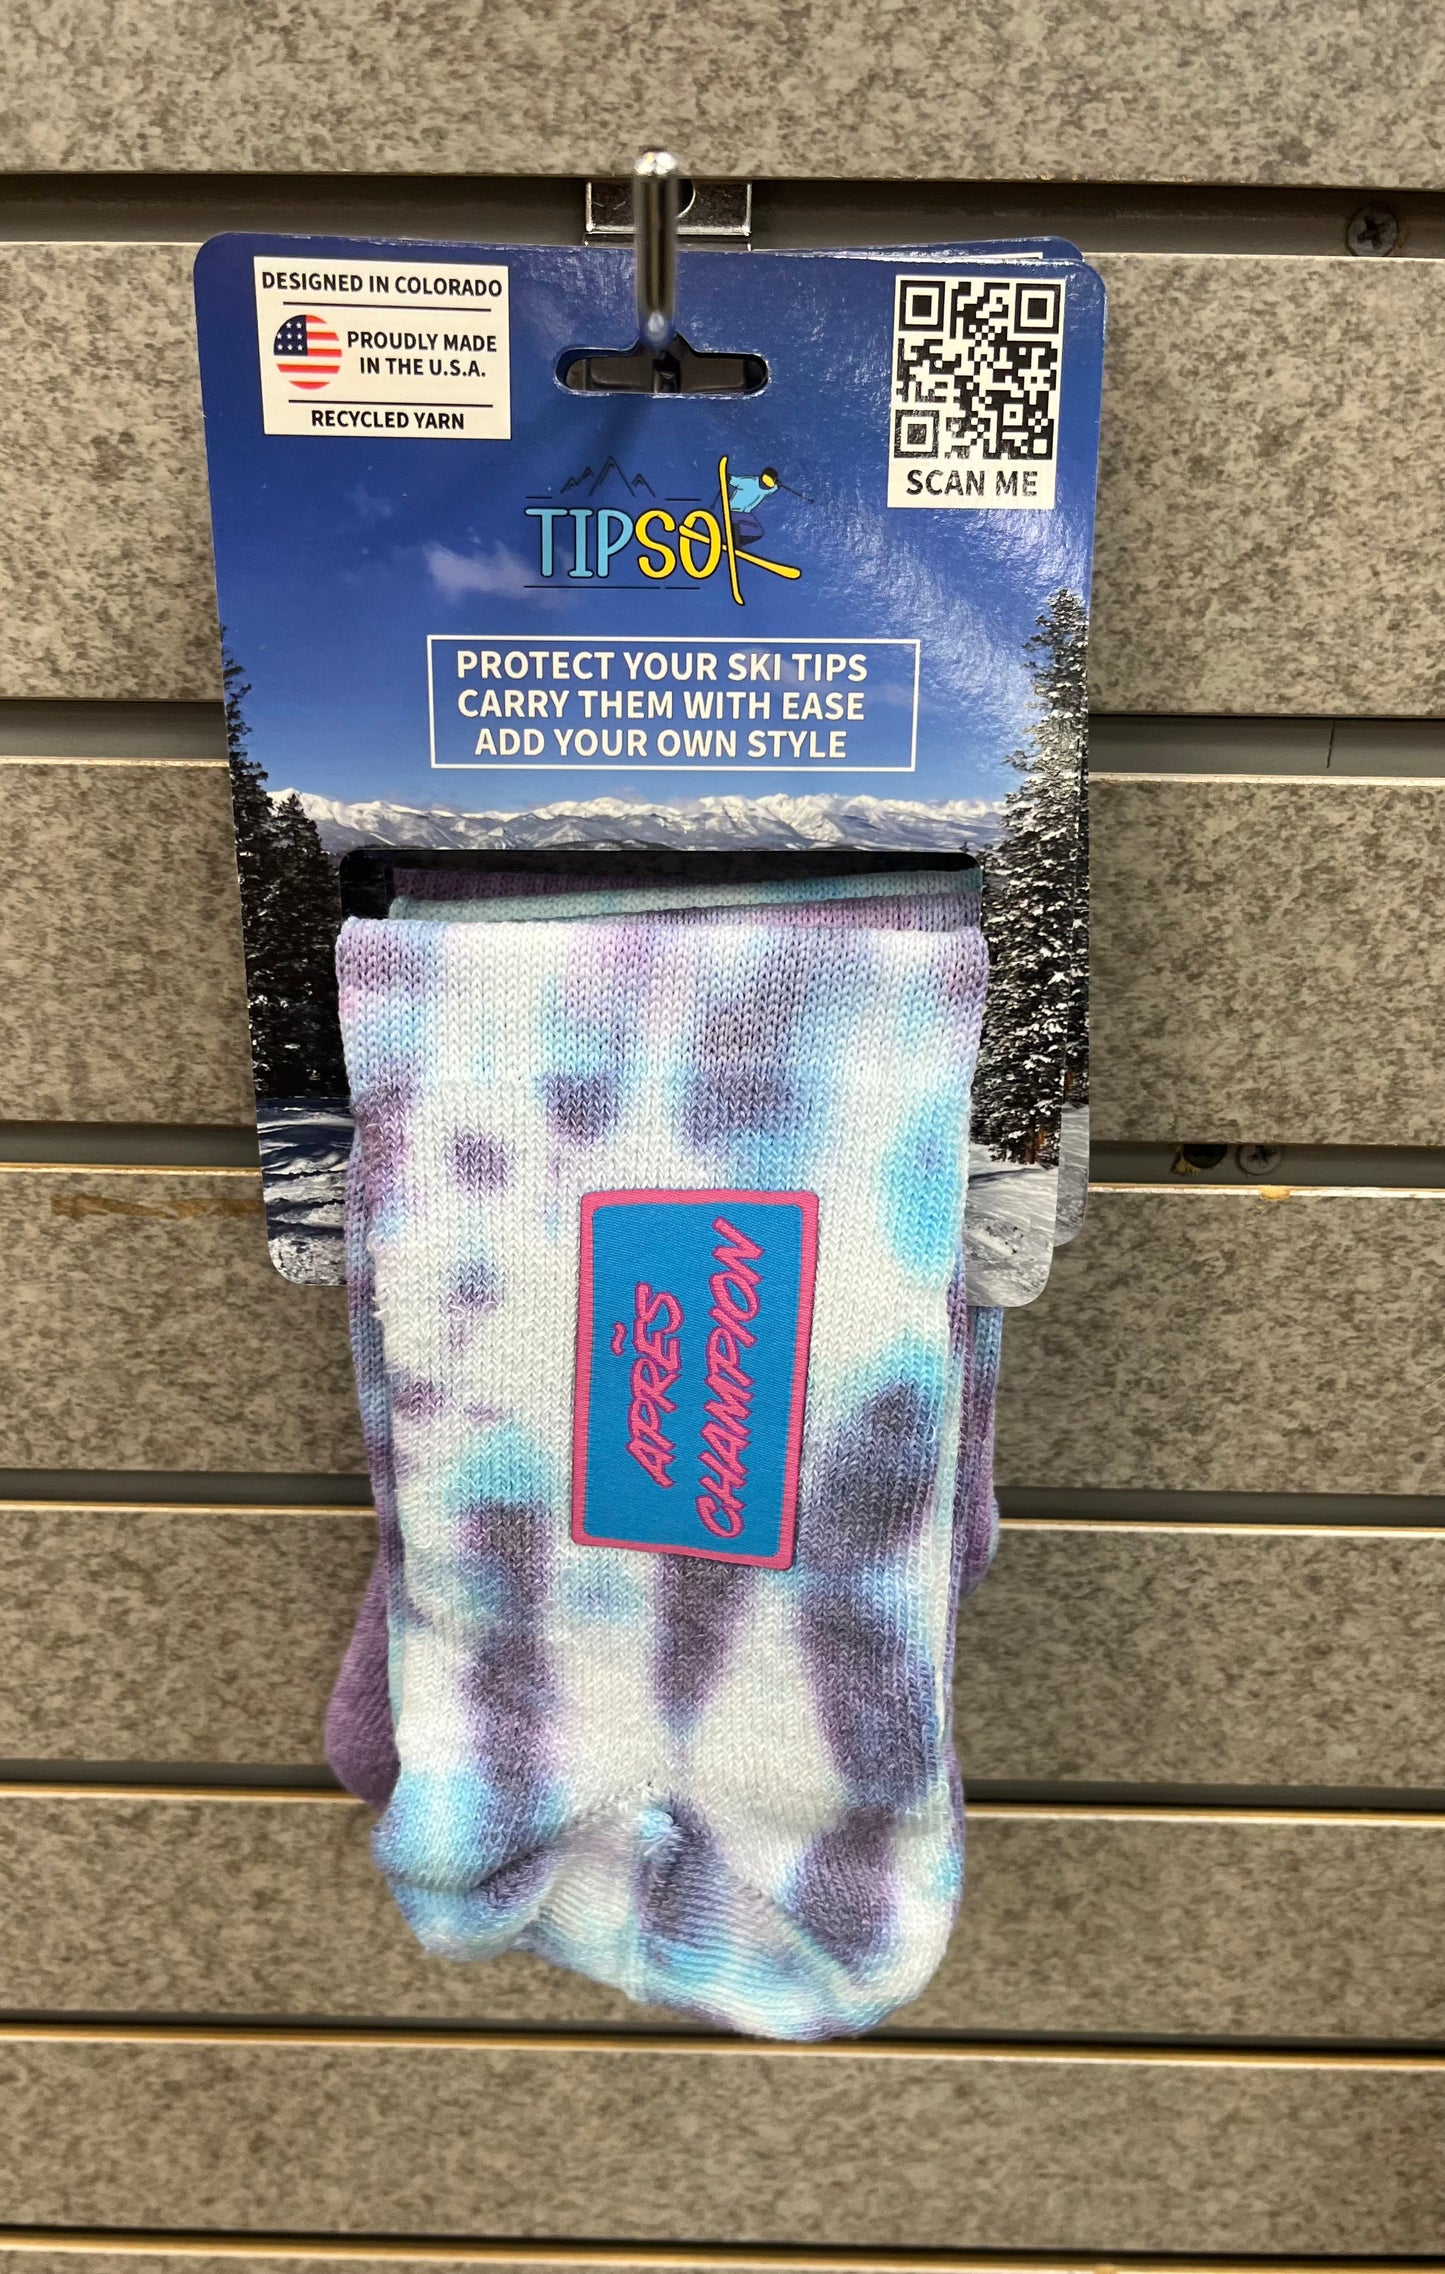 DESIGNED IN COLORADO
PROUDLY MADE
IN THE U.S.A.
RECYCLED YARN
SCAN ME
TIPSOK
PROTECT YOUR SKI TIPS
CARRY THEM WITH EASE
ADD YOUR OWN STYLE
APRE͂S
CHAMPION